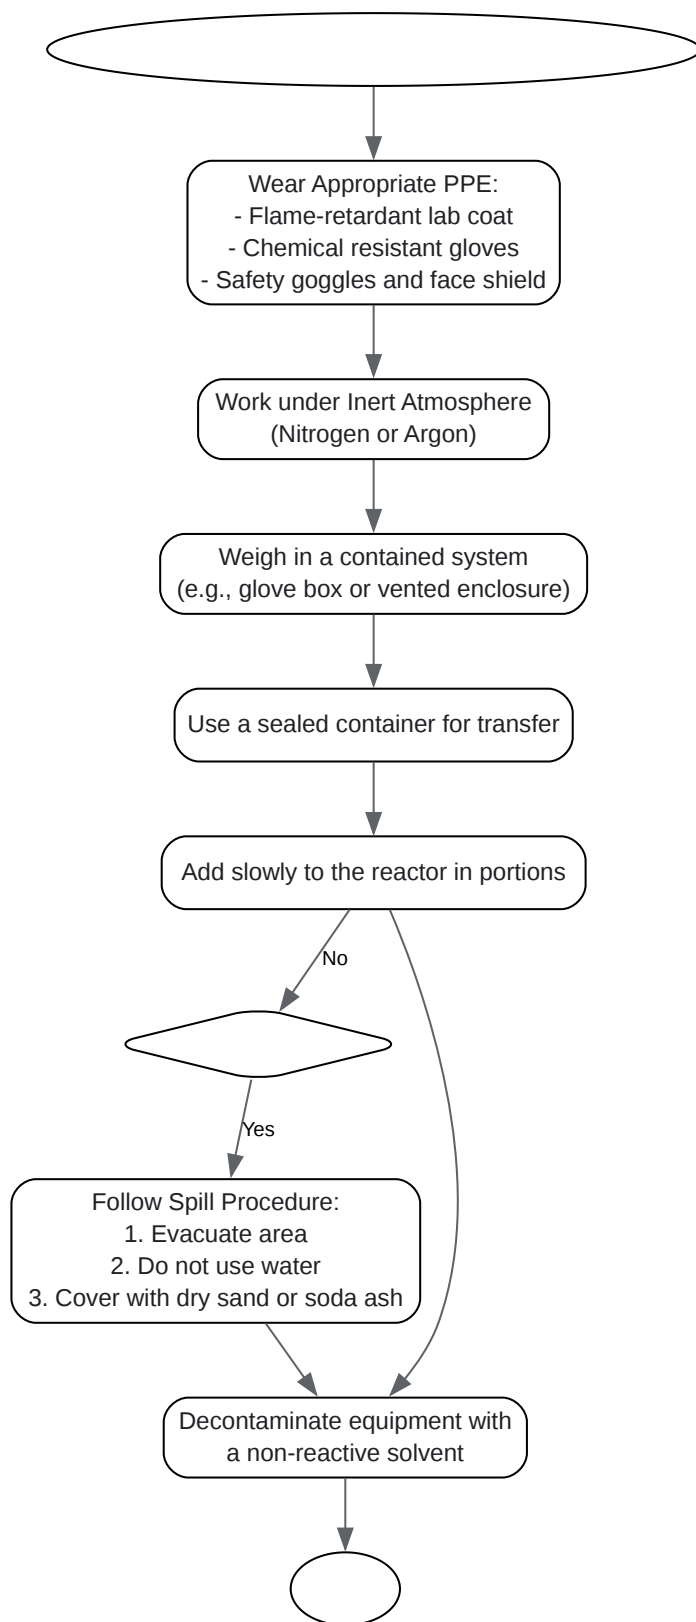 Wear Appropriate PPE:
- Flame-retardant lab coat
- Chemical resistant gloves
- Safety goggles and face shield
Work under Inert Atmosphere
(Nitrogen or Argon)
Weigh in a contained system
(e.g., glove box or vented enclosure)
Use a sealed container for transfer
Add slowly to the reactor in portions
No
Yes
Follow Spill Procedure:
1. Evacuate area
2. Do not use water
3. Cover with dry sand or soda ash
Decontaminate equipment with
a non-reactive solvent